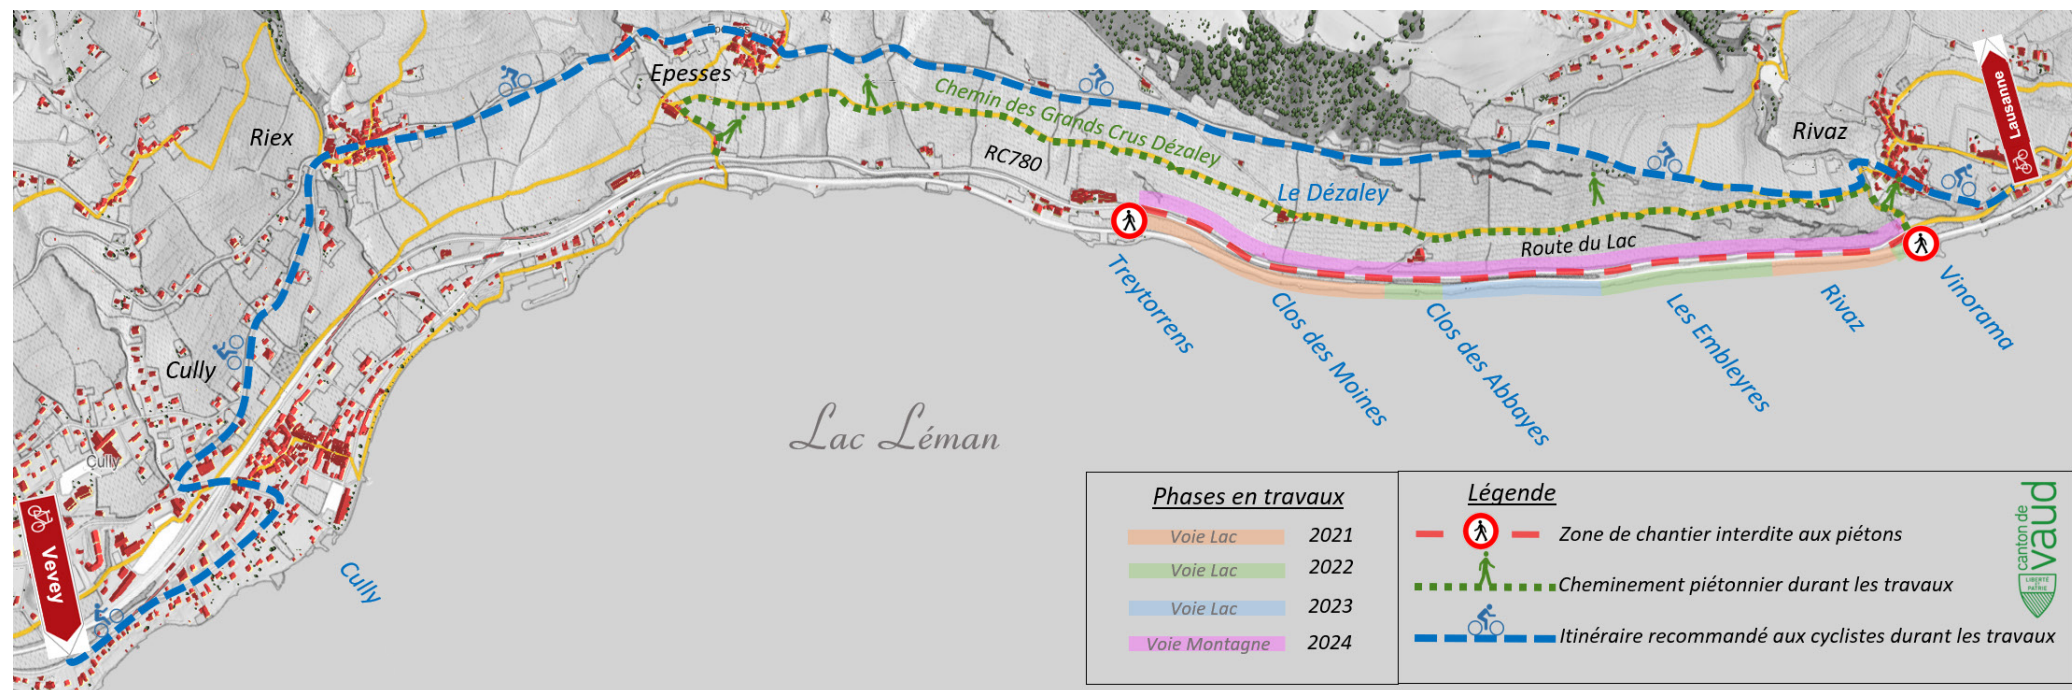 Epesses
Riex
Chemin des Grands Crus Dézaley
RC780
Le Dézaley
Rivaz
Lausanne
Route du Lac
Treytorrens
Clos des Moines
Clos des Abbayes
Les Embleyres
Rivaz
Vinorama
Cully
Cully
Lac Léman
Vevey
Cully
Phases en travaux
Voie Lac 2021
Voie Lac 2022
Voie Lac 2023
Voie Montagne 2024
Légende
Zone de chantier interdite aux piétons
Cheminement piétonnier durant les travaux
Itinéraire recommandé aux cyclistes durant les travaux
canton de
vaud
LIBERTÉ
ET
PATRIE